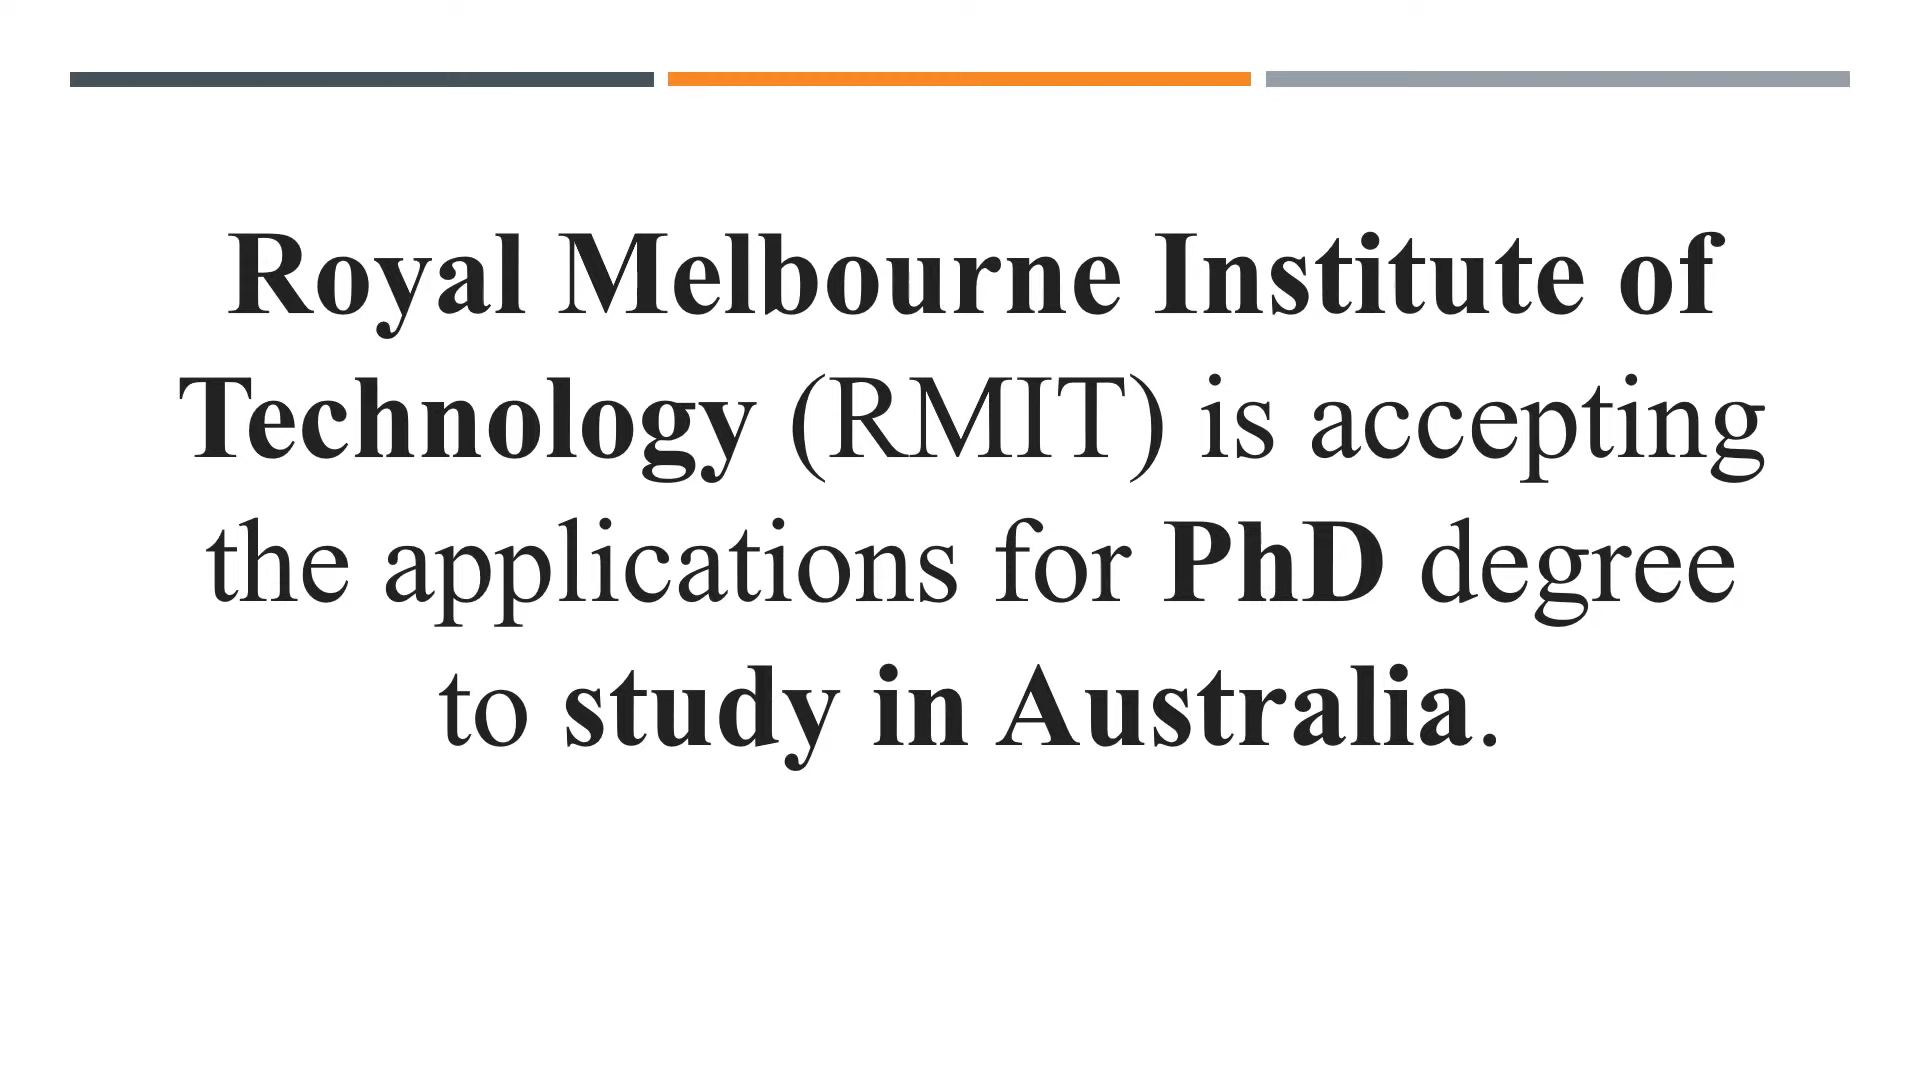 Royal Melbourne Institute of
Technology (RMIT) is accepting
the applications for PhD degree
to study in Australia.